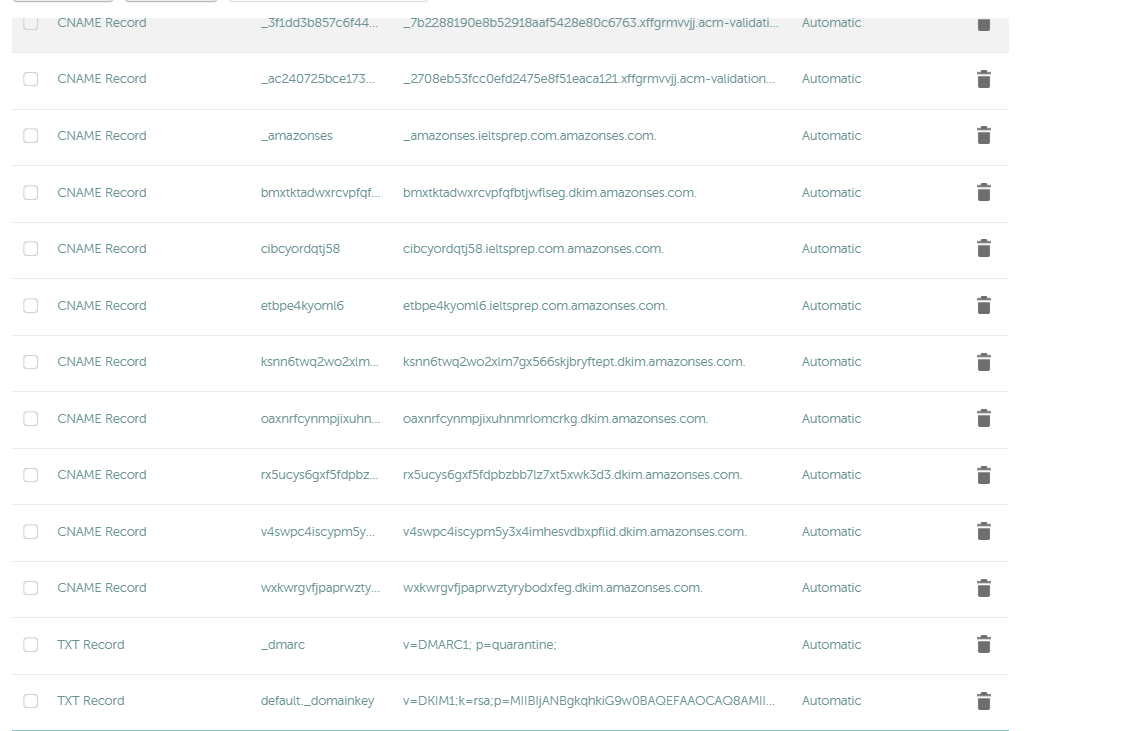 CNAME Record _3f1dd3b857c6f44... _7b2288190e8b52918aaf5428e80c6763.xffgrmvvjj.acm-validati... Automatic
CNAME Record _ac240725bce173... _2708eb53fcc0efd2475e8f51eaca121.xffgrmvvjj.acm-validation... Automatic
CNAME Record _amazonses _amazonses.ieltsprep.com.amazonses.com. Automatic
CNAME Record bmxtktadwxrcvpfqf... bmxtktadwxrcvpfqfbtjwflseg.dkim.amazonses.com. Automatic
CNAME Record cibcyordqtj58 cibcyordqtj58.ieltsprep.com.amazonses.com. Automatic
CNAME Record etbpe4kyoml6 etbpe4kyoml6.ieltsprep.com.amazonses.com. Automatic
CNAME Record ksnn6twq2wo2xlm... ksnn6twq2wo2xlm7gx566skjbryftept.dkim.amazonses.com. Automatic
CNAME Record oaxnrfcynmpjixuhn... oaxnrfcynmpjixuhnmrlomcrkg.dkim.amazonses.com. Automatic
CNAME Record rx5ucys6gxf5fdpbz... rx5ucys6gxf5fdpbzbb7lz7xt5xwk3d3.dkim.amazonses.com. Automatic
CNAME Record v4swpc4iscypm5y... v4swpc4iscypm5y3x4imhesvdbxpflid.dkim.amazonses.com. Automatic
CNAME Record wxkwrgvfjpaprwzty... wxkwrgvfjpaprwztyrybodxfeg.dkim.amazonses.com. Automatic
TXT Record _dmarc v=DMARC1; p=quarantine; Automatic
TXT Record default._domainkey v=DKIM1;k=rsa;p=MIIBIjANBgkqhkiG9w0BAQEFAAOCAQ8AMII... Automatic